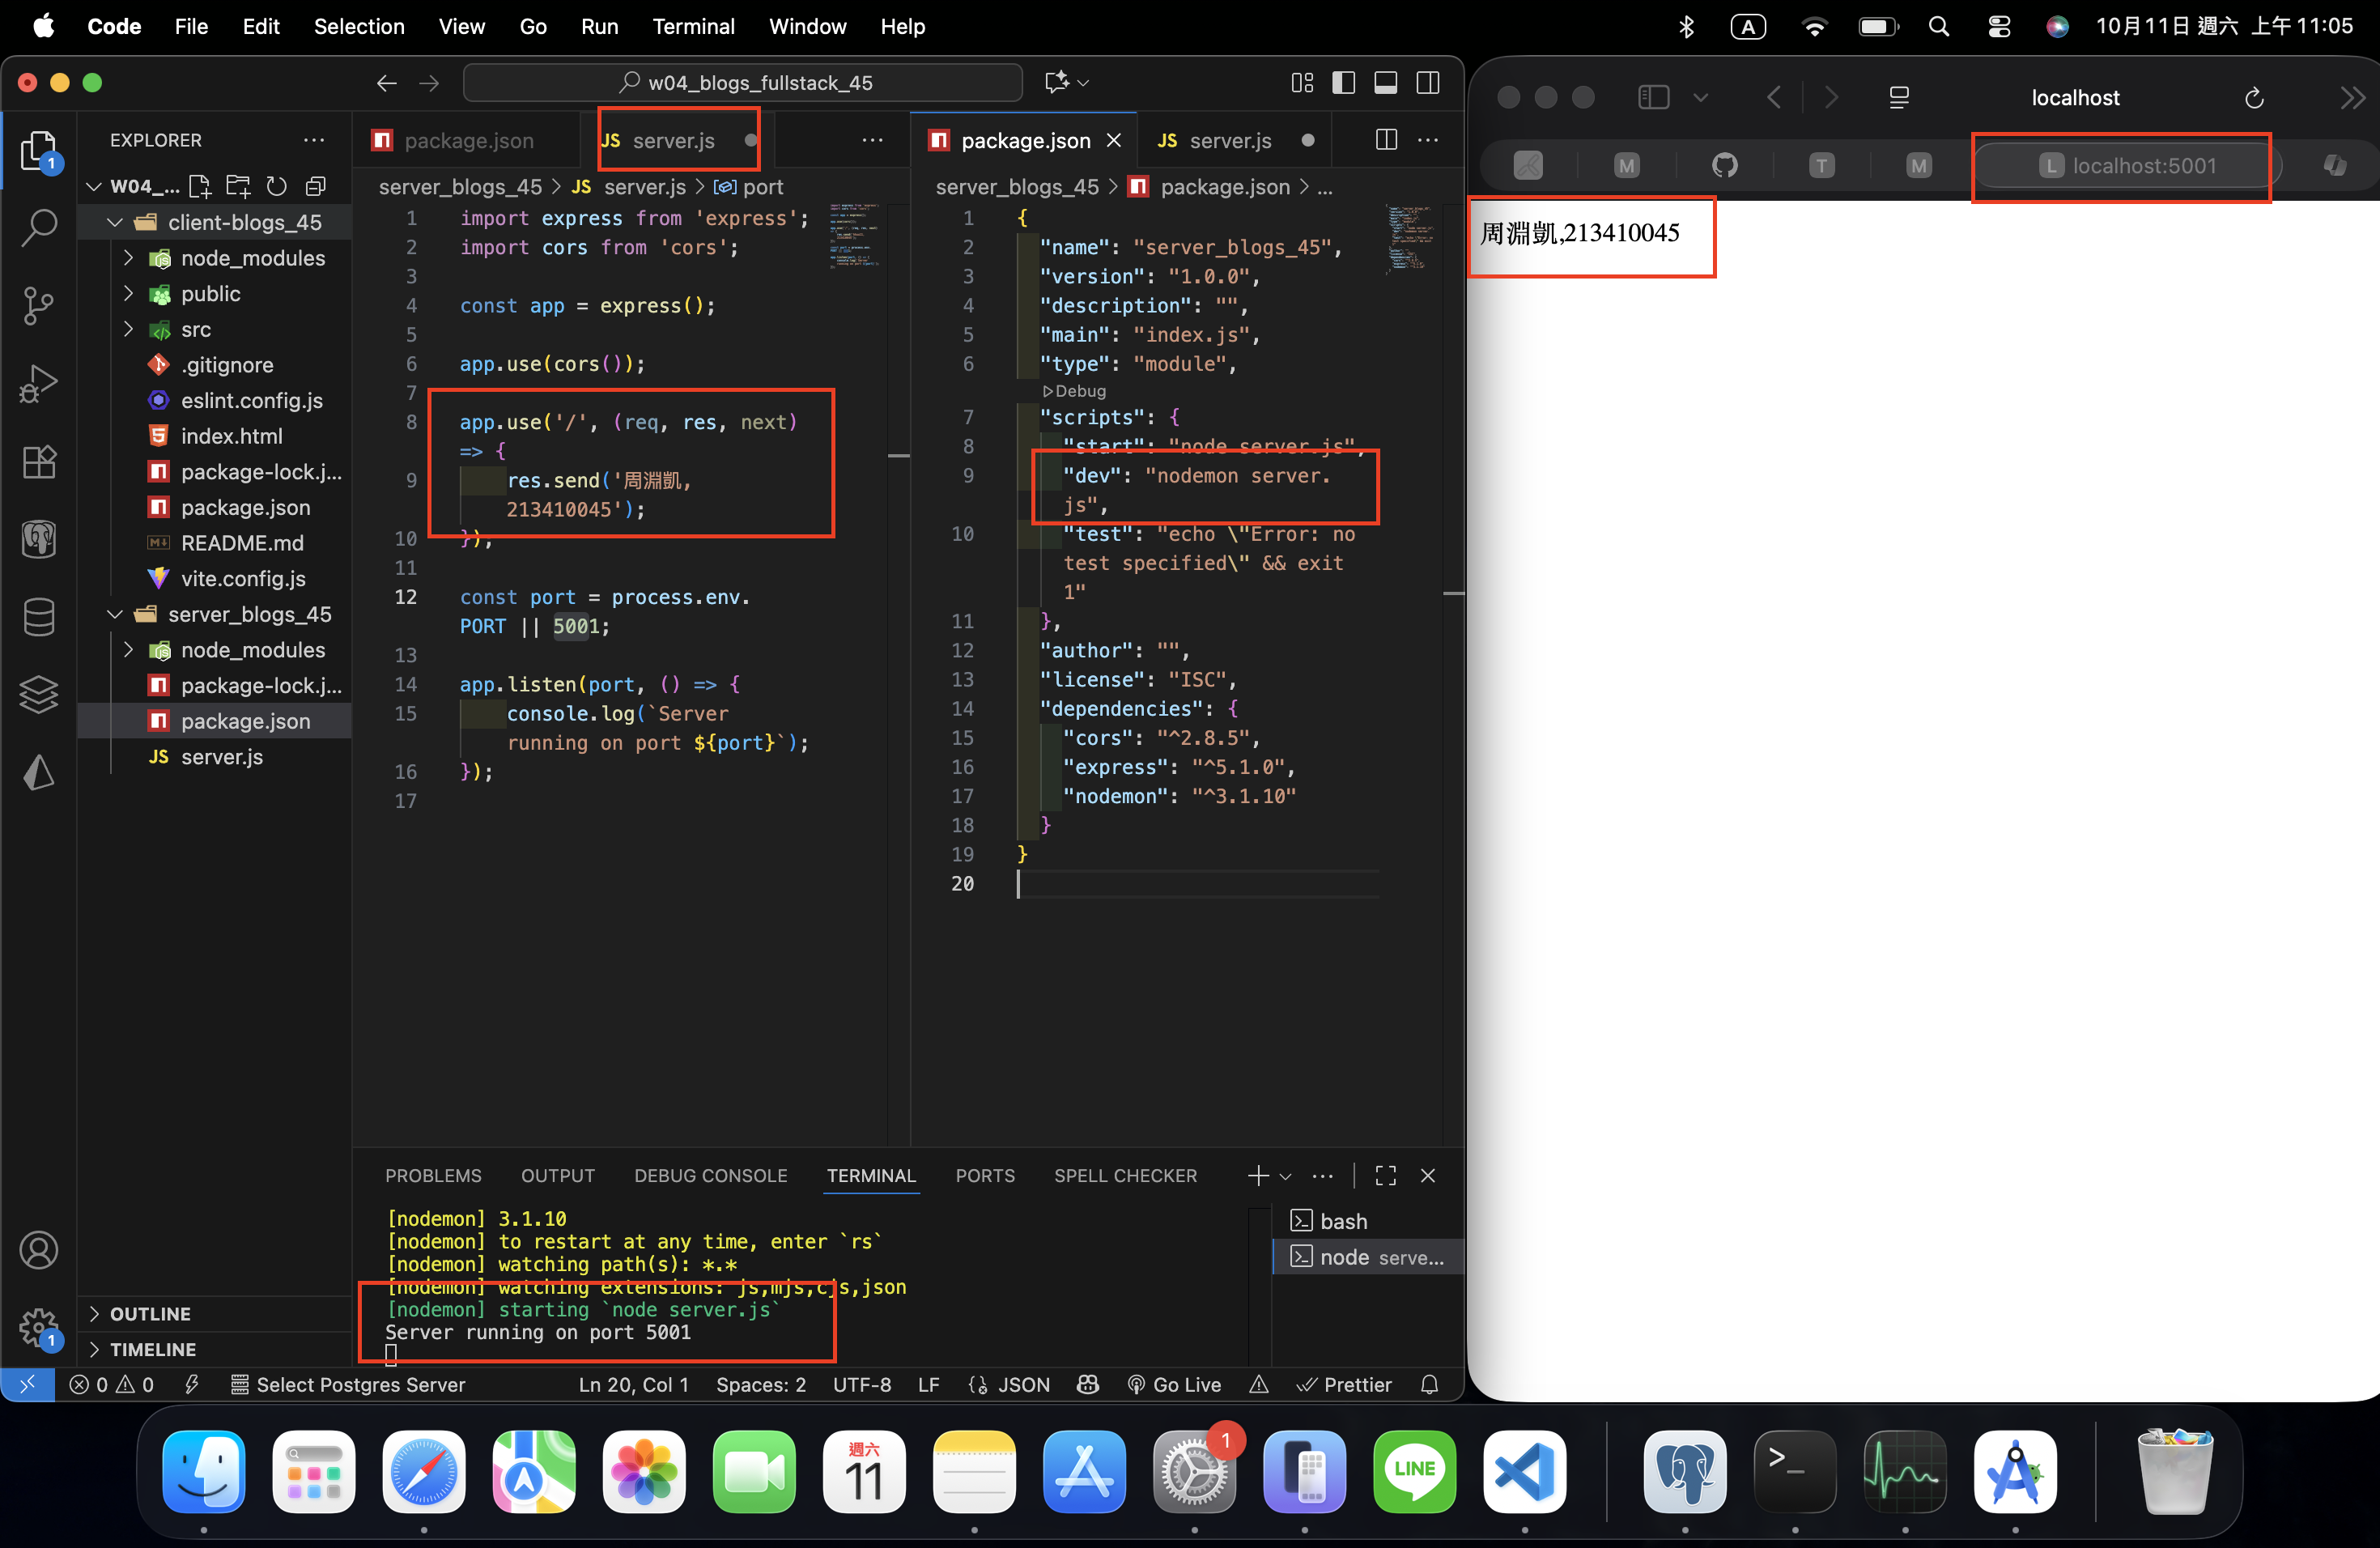 Code File Edit Selection View Go Run Terminal Window Help
A
10月11日 週六 上午 11:05
w04_blogs_fullstack_45
localhost
M
T
M
L localhost:5001
周淵凱,213410045
1
EXPLORER
W04_...
client-blogs_45
node_modules
public
src
.gitignore
eslint.config.js
index.html
package-lock.j...
package.json
README.md
vite.config.js
server_blogs_45
node_modules
package-lock.j...
package.json
JS server.js
OUTLINE
TIMELINE
1
package.json
JS server.js
server_blogs_45 > JS server.js > port
1 import express from 'express';
2 import cors from 'cors';
3
4 const app = express();
5
6 app.use(cors());
7
8 app.use('/', (req, res, next)
=> {
9 res.send('周淵凱,
213410045');
10 });
11
12 const port = process.env.
PORT || 5001;
13
14 app.listen(port, () => {
15 console.log(`Server
running on port ${port}`);
16 });
17
package.json
JS server.js
server_blogs_45 > package.json > ...
1 {
2 "name": "server_blogs_45",
3 "version": "1.0.0",
4 "description": "",
5 "main": "index.js",
6 "type": "module",
Debug
7 "scripts": {
8 "start": "node server.js",
9 "dev": "nodemon server.
js",
10 "test": "echo \"Error: no
test specified\" && exit
1"
11 },
12 "author": "",
13 "license": "ISC",
14 "dependencies": {
15 "cors": "^2.8.5",
16 "express": "^5.1.0",
17 "nodemon": "^3.1.10"
18 }
19 }
20
PROBLEMS OUTPUT DEBUG CONSOLE TERMINAL PORTS SPELL CHECKER
[nodemon] 3.1.10
[nodemon] to restart at any time, enter `rs`
[nodemon] watching path(s): *.*
[nodemon] watching extensions: js,mjs,cjs,json
[nodemon] starting `node server.js`
Server running on port 5001
bash
node serve...
0 0 Select Postgres Server Ln 20, Col 1 Spaces: 2 UTF-8 LF JSON Go Live Prettier
週六
11
1
LINE